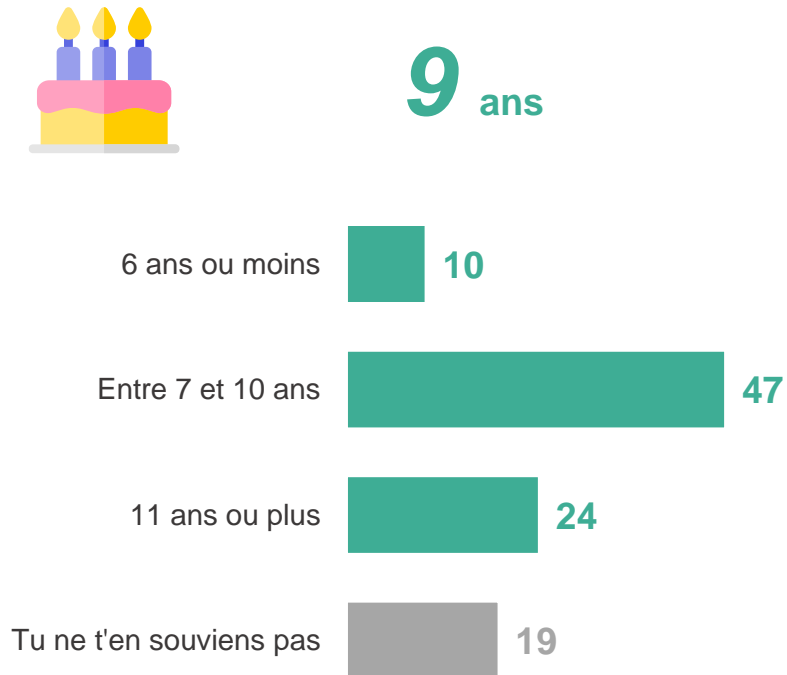 9 ans
6 ans ou moins 10
Entre 7 et 10 ans 47
11 ans ou plus 24
Tu ne t'en souviens pas 19